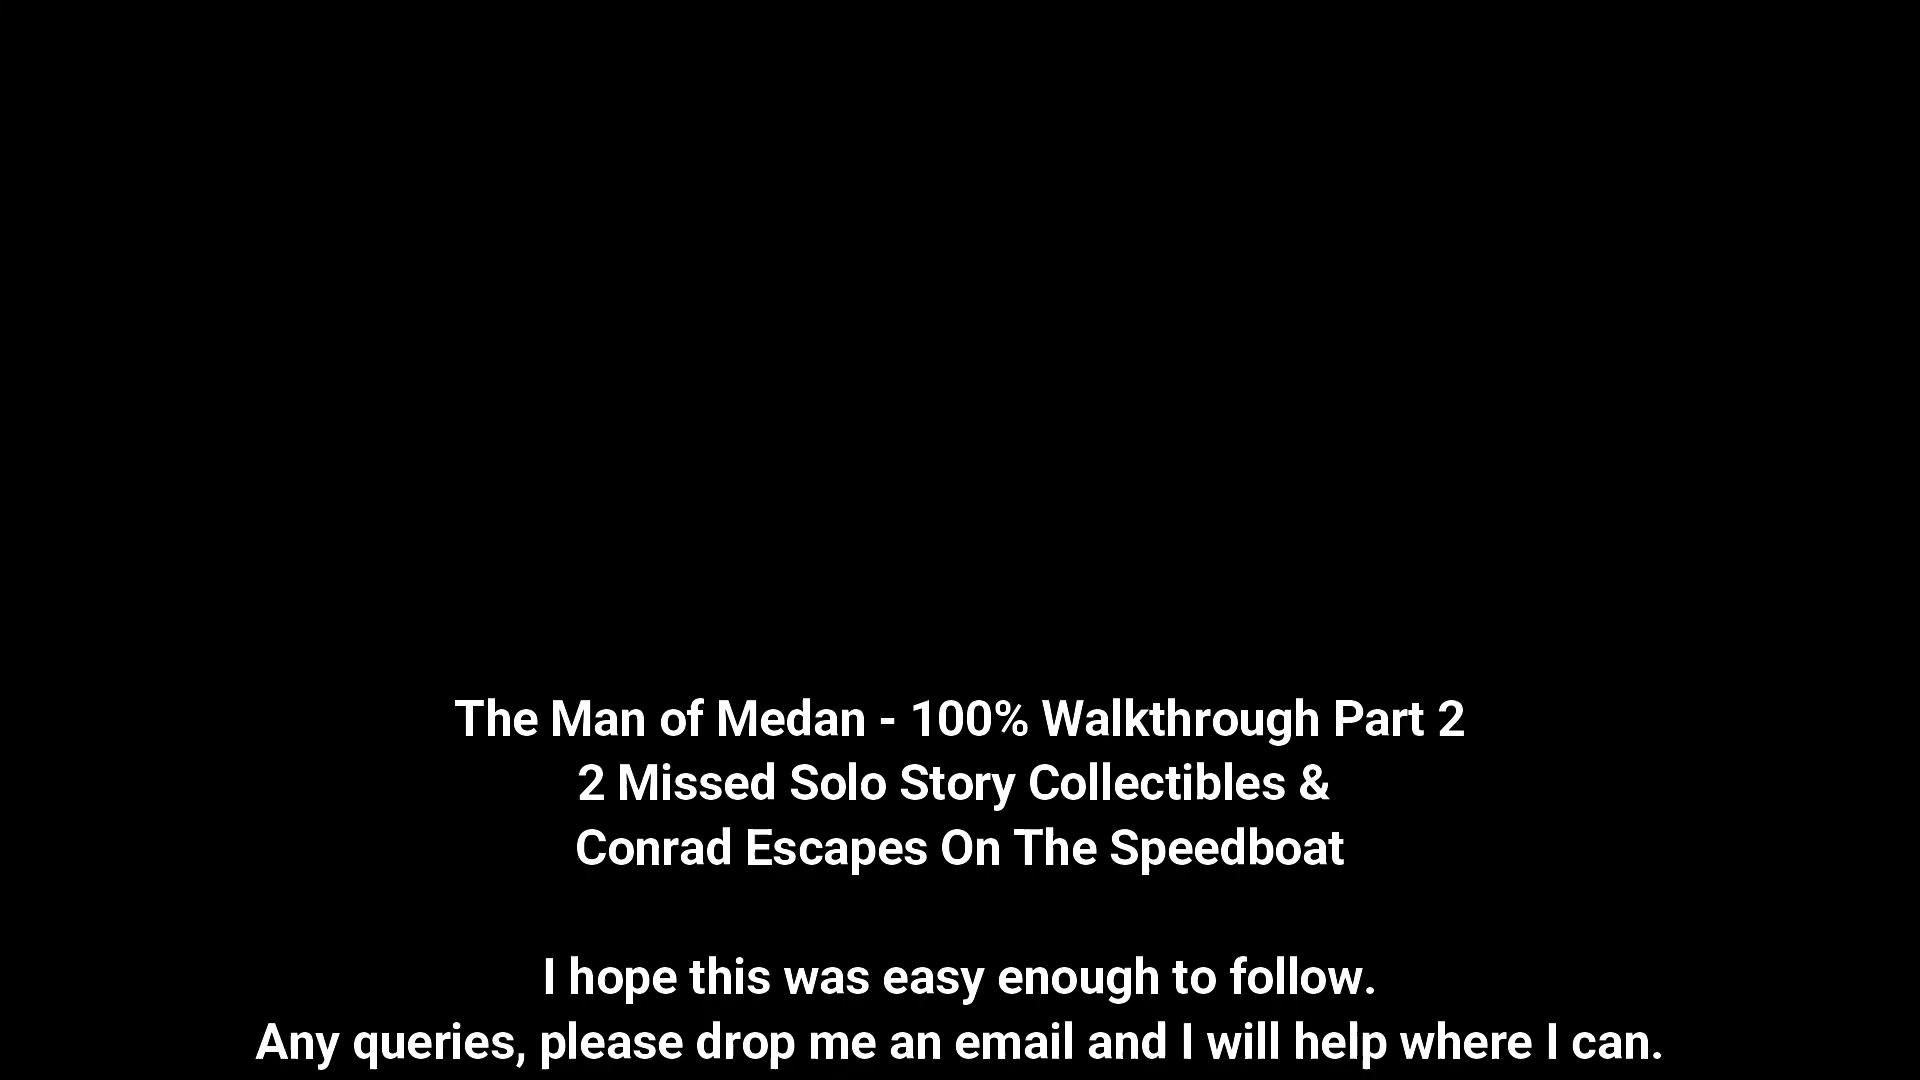 The Man of Medan - 100% Walkthrough Part 2
2 Missed Solo Story Collectibles &
Conrad Escapes On The Speedboat
I hope this was easy enough to follow.
Any queries, please drop me an email and I will help where I can.